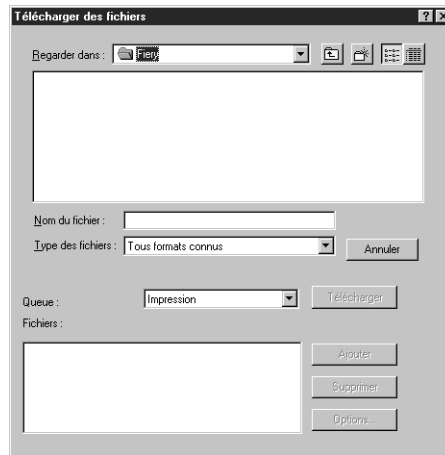 Télécharger des fichiers
Regarder dans : Fiery
Nom du fichier :
Type des fichiers : Tous formats connus
Annuler
Queue : Impression
Télécharger
Fichiers :
Ajouter
Supprimer
Options...